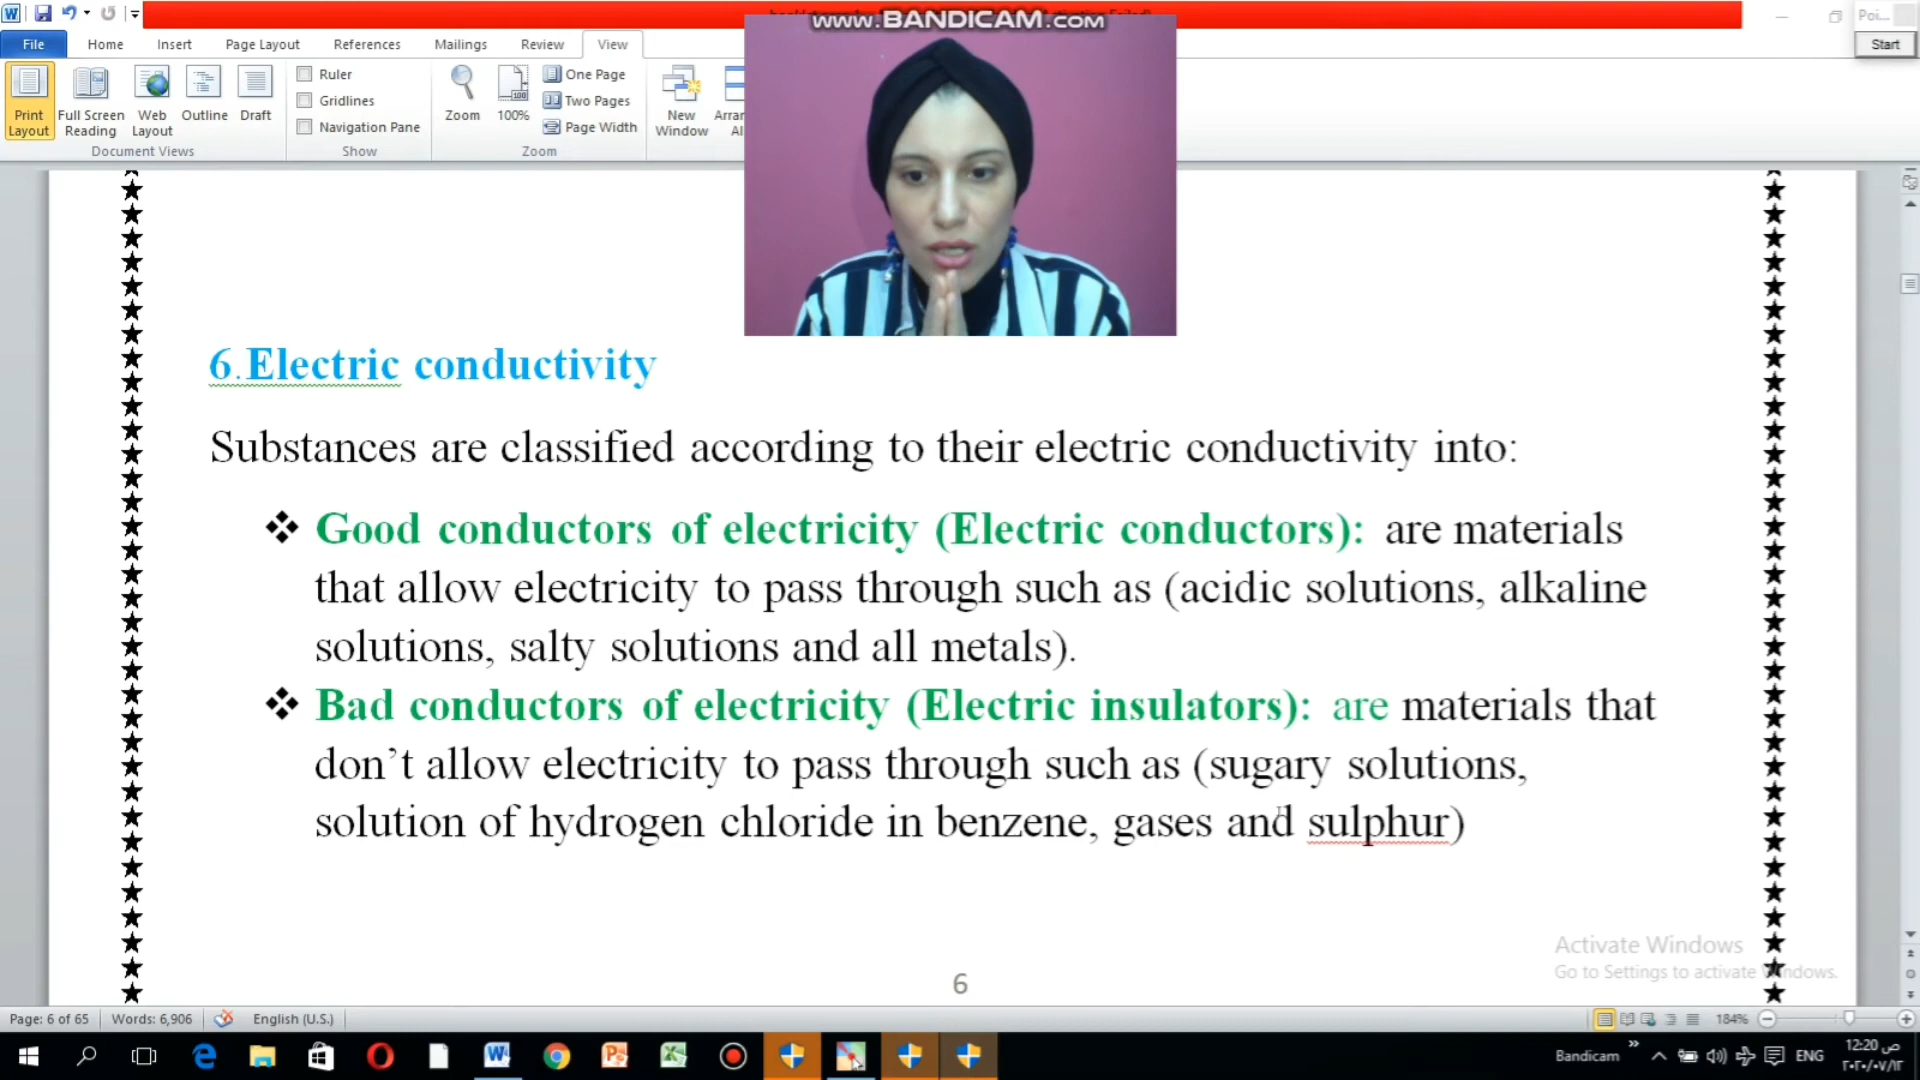 www.BANDICAM.com
Poi...
Start
File Home Insert Page Layout References Mailings Review View
Ruler
Gridlines
Navigation Pane
One Page
Two Pages
Page Width
Print Layout
Full Screen Reading
Web Layout
Outline
Draft
Zoom
100%
New Window
Document Views
Show
Zoom
6.Electric conductivity
Substances are classified according to their electric conductivity into:
❖ Good conductors of electricity (Electric conductors): are materials
that allow electricity to pass through such as (acidic solutions, alkaline
solutions, salty solutions and all metals).
❖ Bad conductors of electricity (Electric insulators): are materials that
don’t allow electricity to pass through such as (sugary solutions,
solution of hydrogen chloride in benzene, gases and sulphur)
Activate Windows
Go to Settings to activate Windows.
6
Page: 6 of 65 Words: 6,906 English (U.S.) 184%
Bandicam ENG 12:20 ص
٢٠٢٠/٠٧/١٢